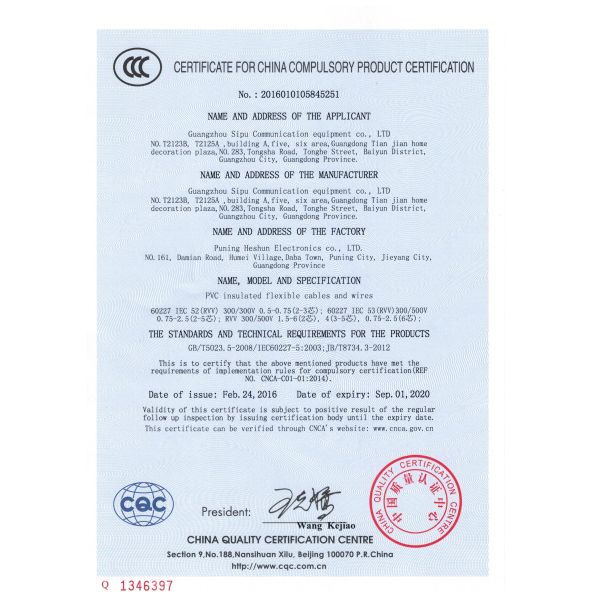 CCC
CERTIFICATE FOR CHINA COMPULSORY PRODUCT CERTIFICATION
No. : 2016010105845251
NAME AND ADDRESS OF THE APPLICANT
Guangzhou Sipu Communication equipment co., LTD
NO.T2123B, T2125A ,building A,five, six area,Guangdong Tian jian home
decoration plaza,NO.283,Tongsha Road, Tonghe Street, Baiyun District,
Guangzhou City, Guangdong Province.
NAME AND ADDRESS OF THE MANUFACTURER
Guangzhou Sipu Communication equipment co., LTD
NO.T2123B, T2125A ,building A,five, six area,Guangdong Tian jian home
decoration plaza,NO.283,Tongsha Road, Tonghe Street, Baiyun District,
Guangzhou City, Guangdong Province.
NAME AND ADDRESS OF THE FACTORY
Puning Heshun Electronics co., LTD.
NO.161, Damian Road, Humei Village,Daba Town, Puning City, Jieyang City,
Guangdong Province
NAME, MODEL AND SPECIFICATION
PVC insulated flexible cables and wires
60227 IEC 52(RVV) 300/300V 0.5-0.75(2-3芯); 60227 IEC 53(RVV)300/500V
0.75-2.5(2-5芯); RVV 300/500V 1.5-6(2芯), 4(3-5芯), 0.75-2.5(6芯);
THE STANDARDS AND TECHNICAL REQUIREMENTS FOR THE PRODUCTS
GB/T5023.5-2008/IEC60227-5:2003;JB/T8734.3-2012
This is to certify that the above mentioned products have met the
requirements of implementation rules for compulsory certification(REF
NO. CNCA-C01-01:2014).
Date of issue: Feb.24,2016 Date of expiry: Sep.01,2020
Validity of this certificate is subject to positive result of the regular
follow up inspection by issuing certification body until the expiry date.
This certificate can be verified through CNCA's website: www.cnca.gov.cn
CQC
President:
Wang Kejiao
CHINA QUALITY CERTIFICATION CENTRE
中国质量认证中心
CHINA QUALITY CERTIFICATION CENTRE
Section 9,No.188,Nansihuan Xilu, Beijing 100070 P.R.China
http://www.cqc.com.cn
Q 1346397